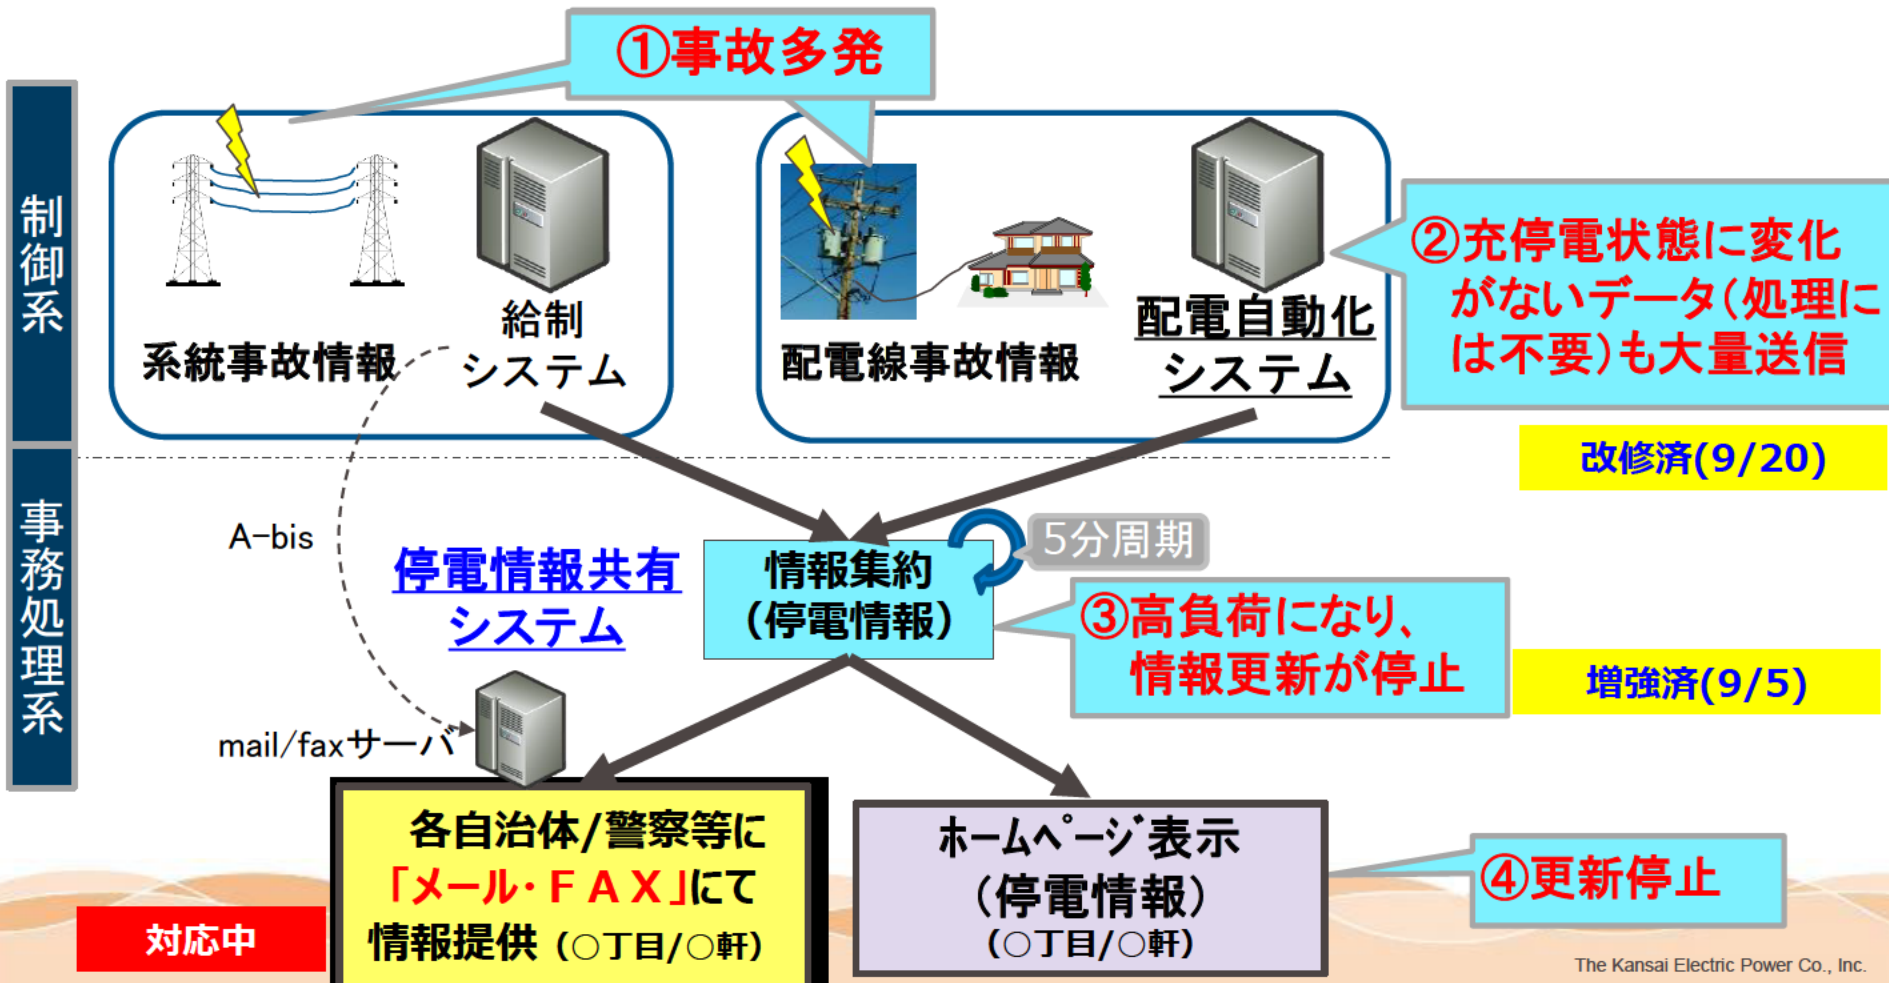 ①事故多発
制御系
系統事故情報
給制
システム
配電線事故情報
配電自動化
システム
②充停電状態に変化
がないデータ(処理に
は不要)も大量送信
改修済(9/20)
事務処理系
A-bis
停電情報共有
システム
情報集約
(停電情報)
5分周期
③高負荷になり、
情報更新が停止
増強済(9/5)
mail/faxサーバ
各自治体/警察等に
「メール・ＦＡＸ」にて
情報提供 (○丁目/○軒)
対応中
ホームページ表示
(停電情報)
(○丁目/○軒)
④更新停止
The Kansai Electric Power Co., Inc.